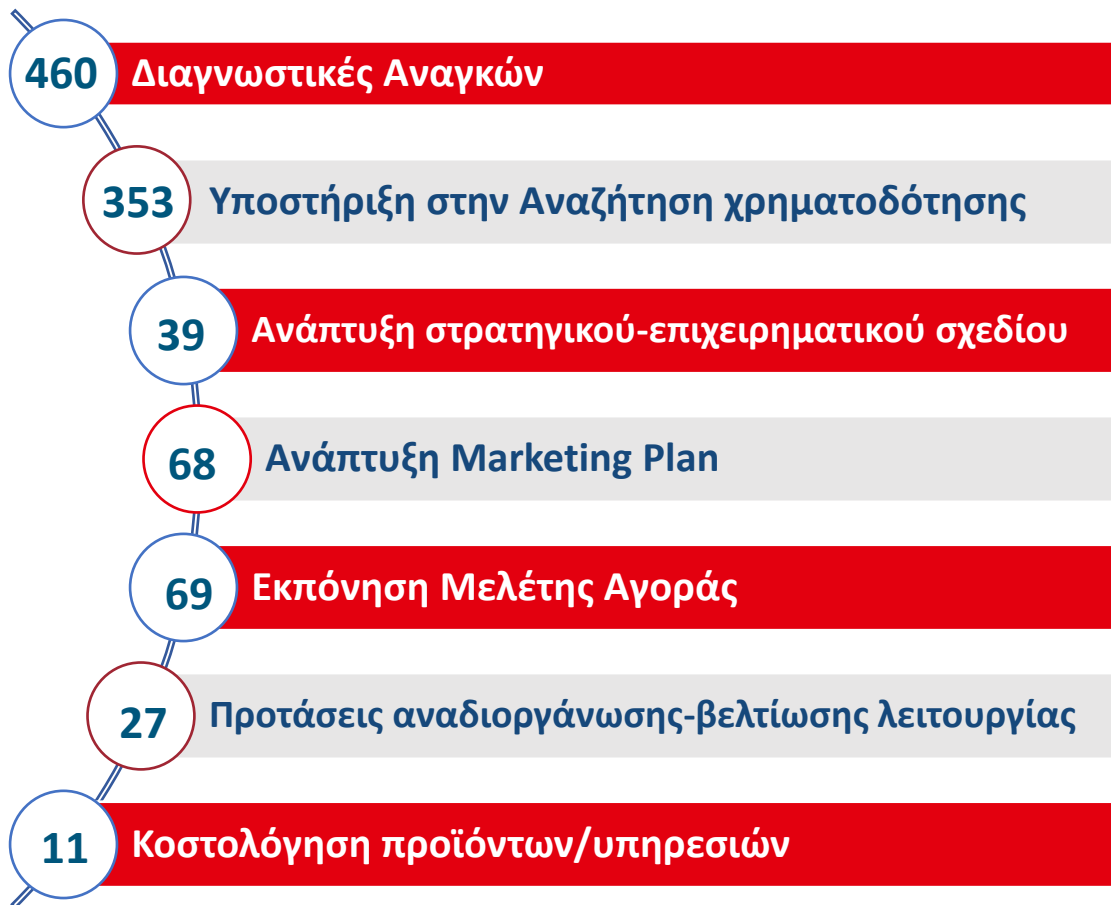 460 Διαγνωστικές Αναγκών
353 Υποστήριξη στην Αναζήτηση χρηματοδότησης
39 Ανάπτυξη στρατηγικού-επιχειρηματικού σχεδίου
68 Ανάπτυξη Marketing Plan
69 Εκπόνηση Μελέτης Αγοράς
27 Προτάσεις αναδιοργάνωσης-βελτίωσης λειτουργίας
11 Κοστολόγηση προϊόντων/υπηρεσιών